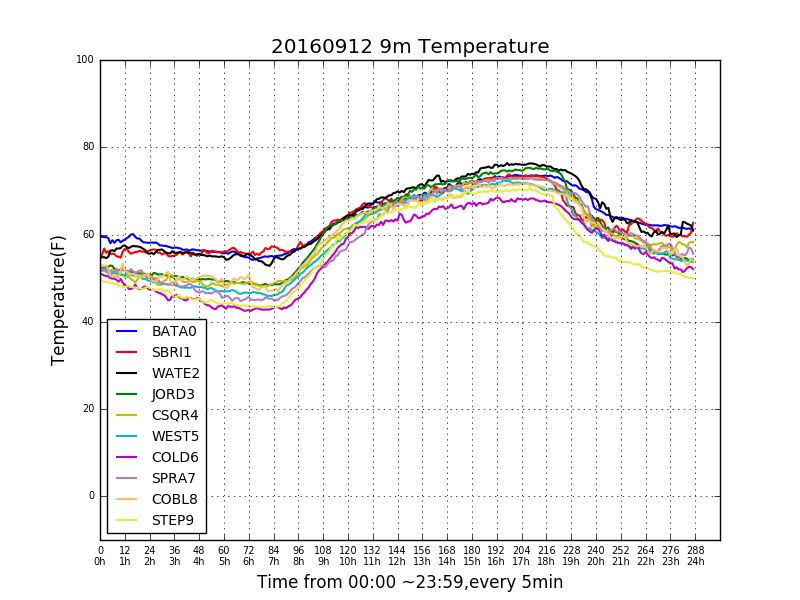 20160912 9m Temperature
100
80
60
40
20
0
Temperature(F)
BATA0
SBRI1
WATE2
JORD3
CSQR4
WEST5
COLD6
SPRA7
COBL8
STEP9
0 12 24 36 48 60 72 84 96 108 120 132 144 156 168 180 192 204 216 228 240 252 264 276 288
0h 1h 2h 3h 4h 5h 6h 7h 8h 9h 10h 11h 12h 13h 14h 15h 16h 17h 18h 19h 20h 21h 22h 23h 24h
Time from 00:00 ~23:59,every 5min